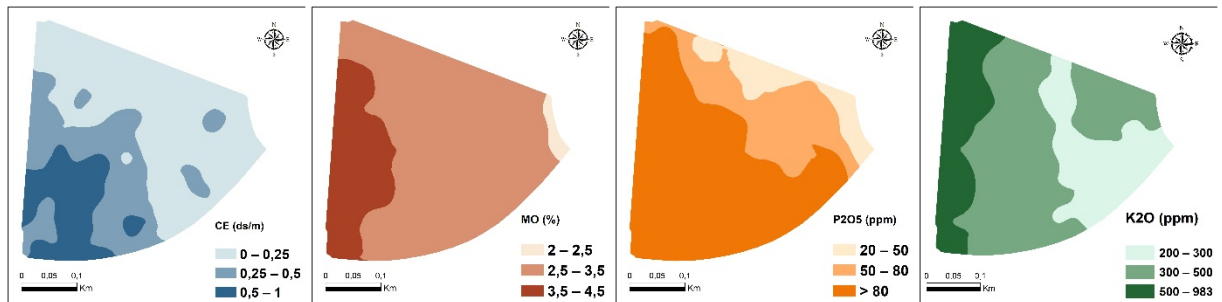 N
W E
S
CE (ds/m)
0 – 0,25
0,25 – 0,5
0,5 – 1
0 0,05 0,1
Km
N
W E
S
MO (%)
2 – 2,5
2,5 – 3,5
3,5 – 4,5
0 0,05 0,1
Km
N
W E
S
P2O5 (ppm)
20 – 50
50 – 80
> 80
0 0,05 0,1
Km
N
W E
K2O (ppm)
200 – 300
300 – 500
500 – 983
0 0,05 0,1
Km